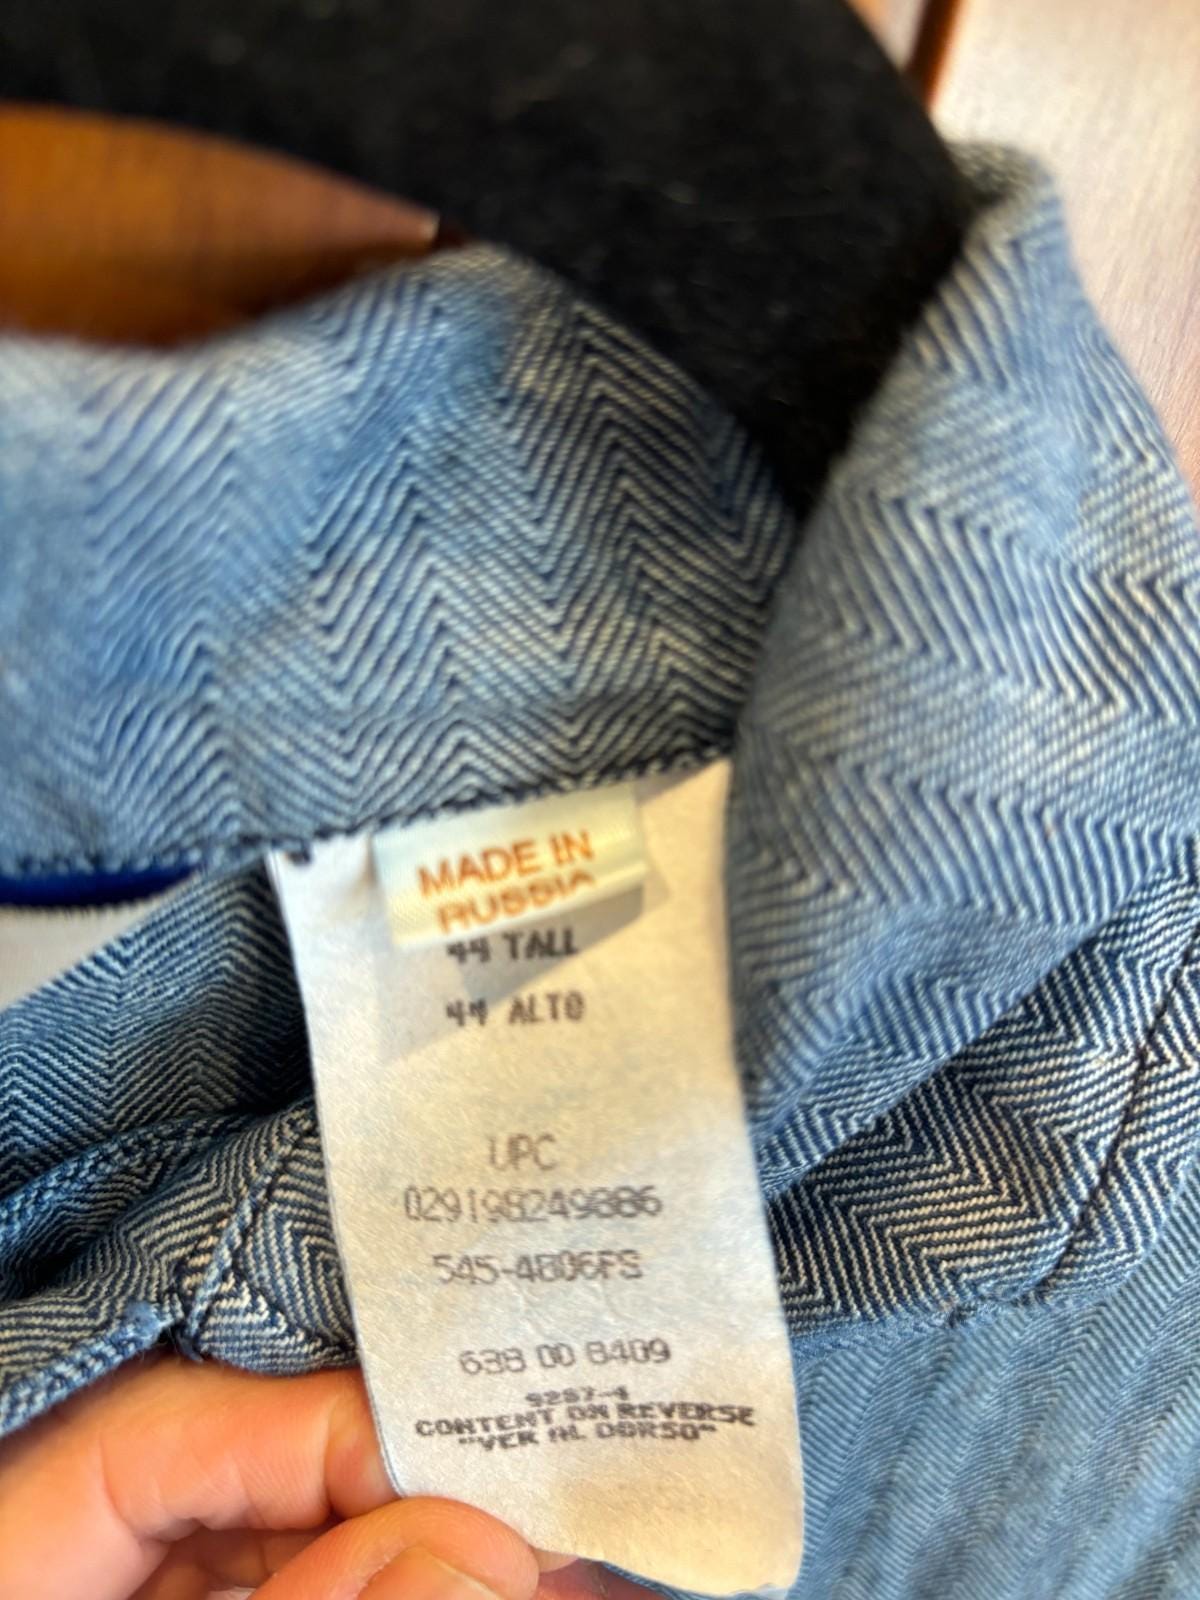 MADE IN
RUSSIA
44 TALL
44 ALTO
UPC
029198249886
545-4806FS
638 00 8409
9287-4
CONTENT ON REVERSE
"VER AL DORSO"